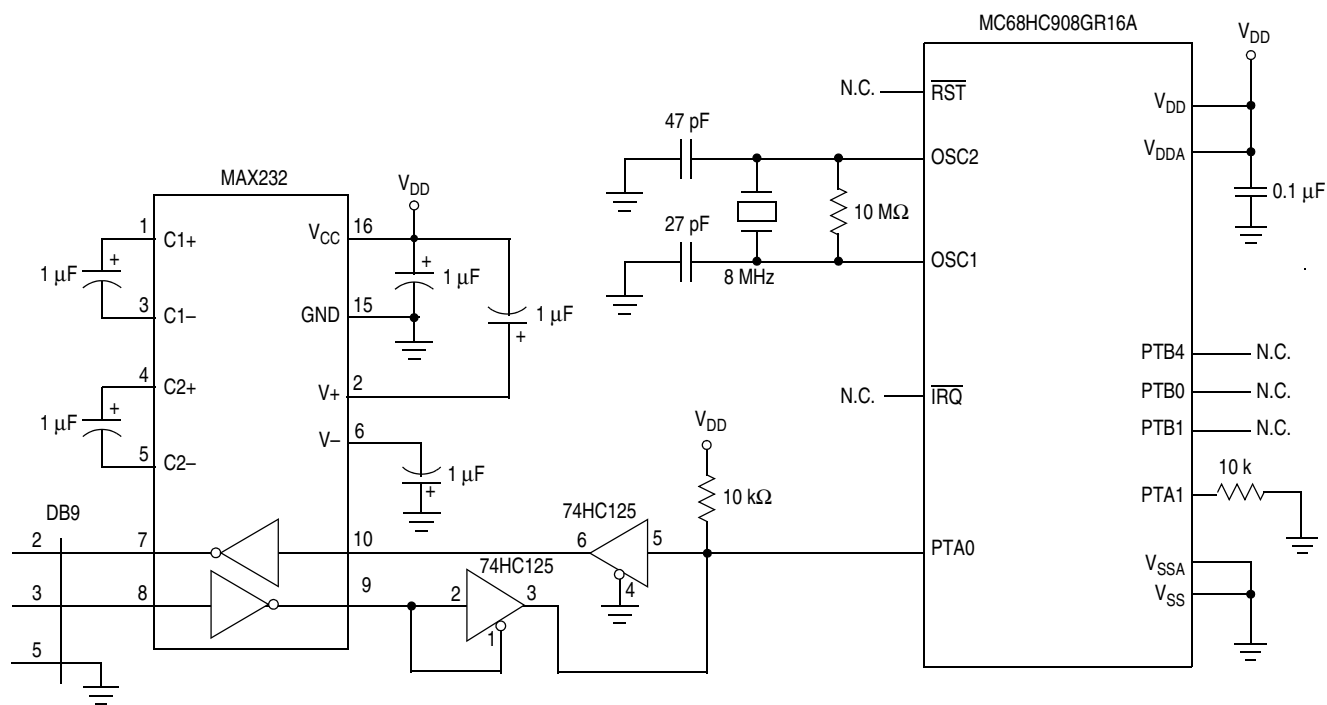 MC68HC908GR16A
V_DD
N.C.
RST
V_DD
47 pF
OSC2
V_DDA
MAX232
V_DD
10 MΩ
0.1 µF
1
C1+
V_CC
16
27 pF
1 µF
+
+
1 µF
8 MHz
OSC1
3
C1–
GND
15
1 µF
+
PTB4
N.C.
4
C2+
V+
2
N.C.
IRQ
PTB0
N.C.
1 µF
+
V–
6
V_DD
PTB1
N.C.
5
C2–
1 µF
+
10 kΩ
PTA1
10 k
DB9
74HC125
2
7
10
6
5
4
PTA0
74HC125
3
8
9
2
3
1
V_SSA
V_SS
5